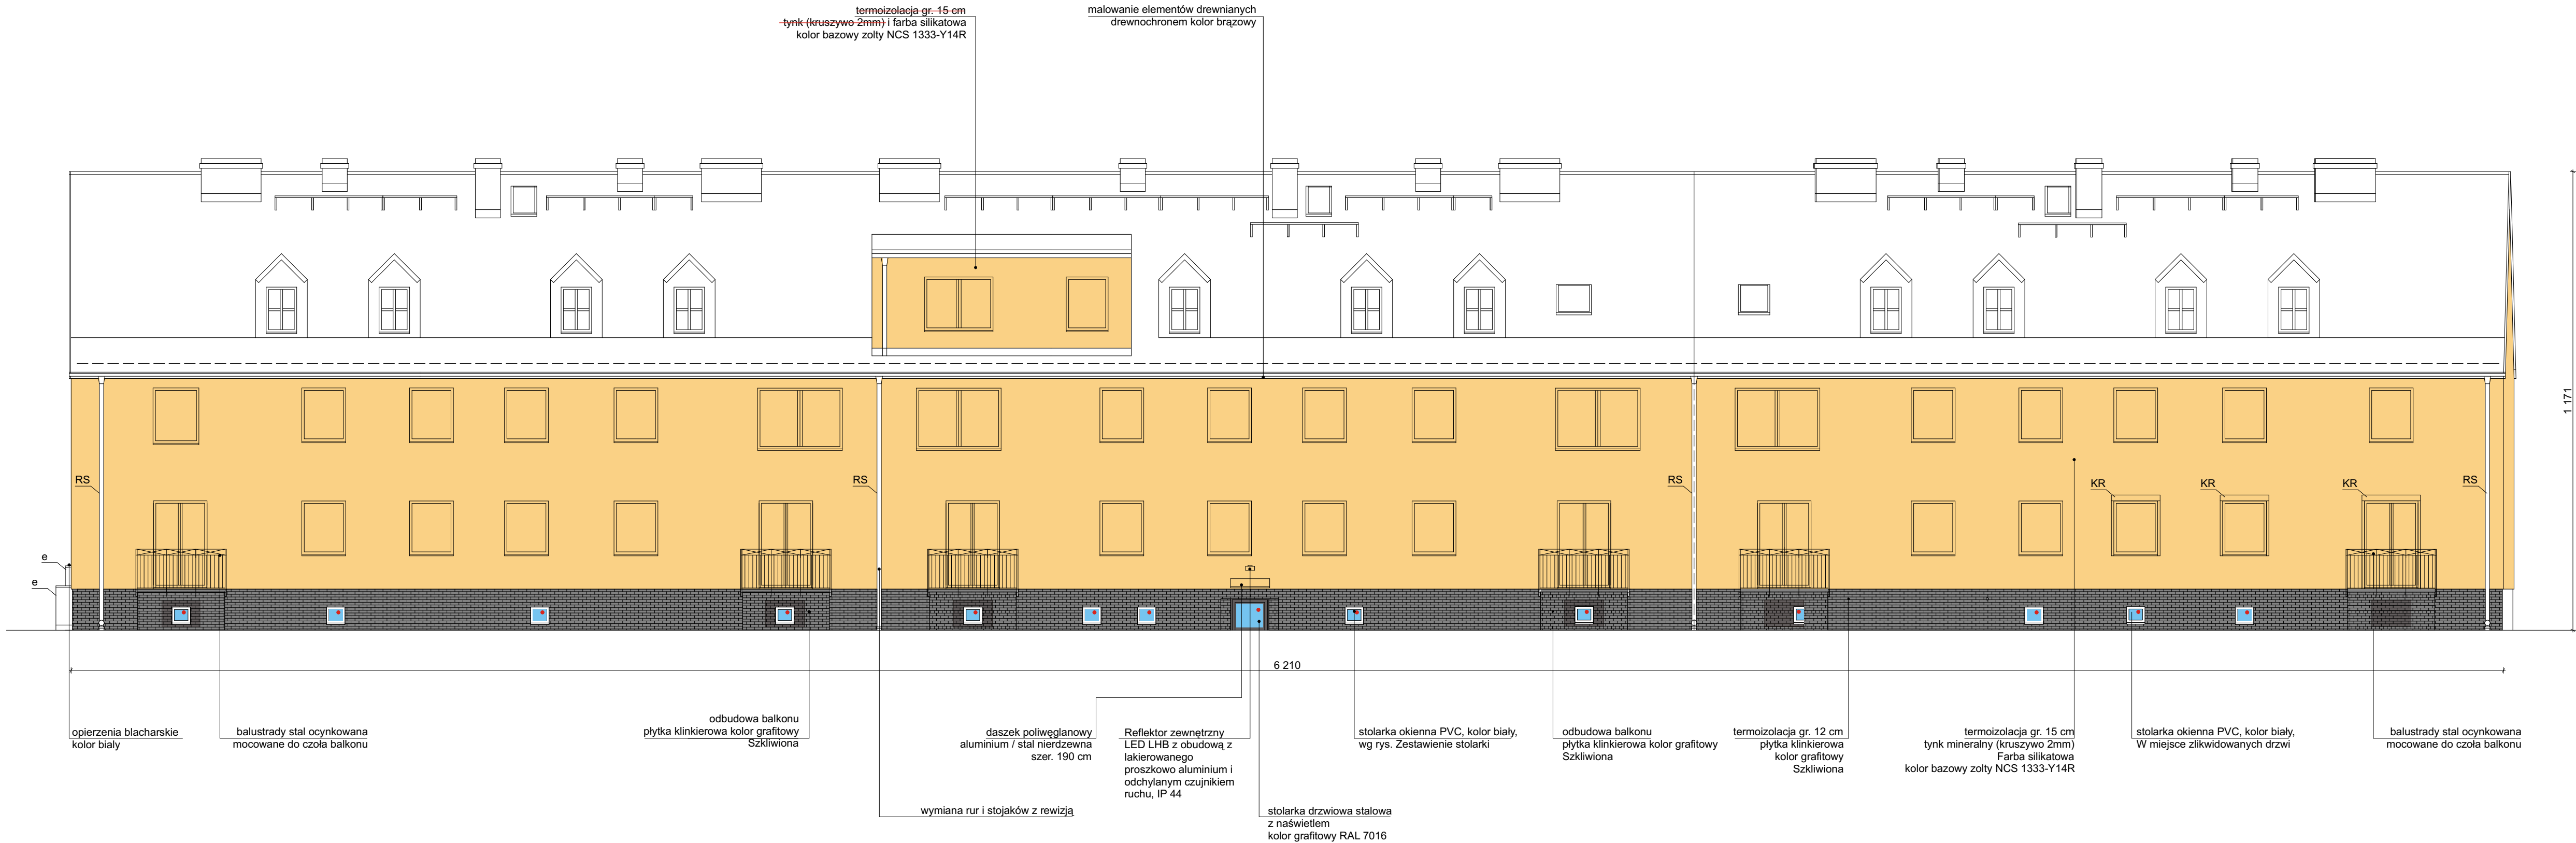 termoizolacja gr. 15 cm
tynk (kruszywo 2mm) i farba silikatowa
kolor bazowy zolty NCS 1333-Y14R
malowanie elementów drewnianych
drewnochronem kolor brązowy
1 171
RS
RS
RS
KR
KR
KR
RS
e
e
6 210
opierzenia blacharskie
kolor bialy
balustrady stal ocynkowana
mocowane do czoła balkonu
odbudowa balkonu
płytka klinkierowa kolor grafitowy
Szkliwiona
daszek poliwęglanowy
aluminium / stal nierdzewna
szer. 190 cm
Reflektor zewnętrzny
LED LHB z obudową z
lakierowanego
proszkowo aluminium i
odchylanym czujnikiem
ruchu, IP 44
stolarka okienna PVC, kolor biały,
wg rys. Zestawienie stolarki
odbudowa balkonu
płytka klinkierowa kolor grafitowy
Szkliwiona
termoizolacja gr. 12 cm
płytka klinkierowa
kolor grafitowy
Szkliwiona
termoizolacja gr. 15 cm
tynk mineralny (kruszywo 2mm)
Farba silikatowa
kolor bazowy zolty NCS 1333-Y14R
stolarka okienna PVC, kolor biały,
W miejsce zlikwidowanych drzwi
balustrady stal ocynkowana
mocowane do czoła balkonu
wymiana rur i stojaków z rewizją
stolarka drzwiowa stalowa
z naświetlem
kolor grafitowy RAL 7016